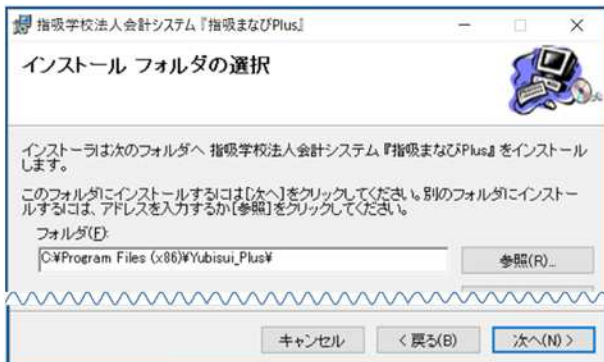 指吸学校法人会計システム『指吸まなびPlus』
インストール フォルダの選択
インストーラは次のフォルダへ 指吸学校法人会計システム『指吸まなびPlus』をインストール
します。
このフォルダにインストールするには[次へ]をクリックしてください。別のフォルダにインストー
ルするには、アドレスを入力するか[参照]をクリックしてください。
フォルダ(F):
C:¥Program Files (x86)¥Yubisui_Plus¥
参照(R)...
キャンセル
< 戻る(B)
次へ(N) >